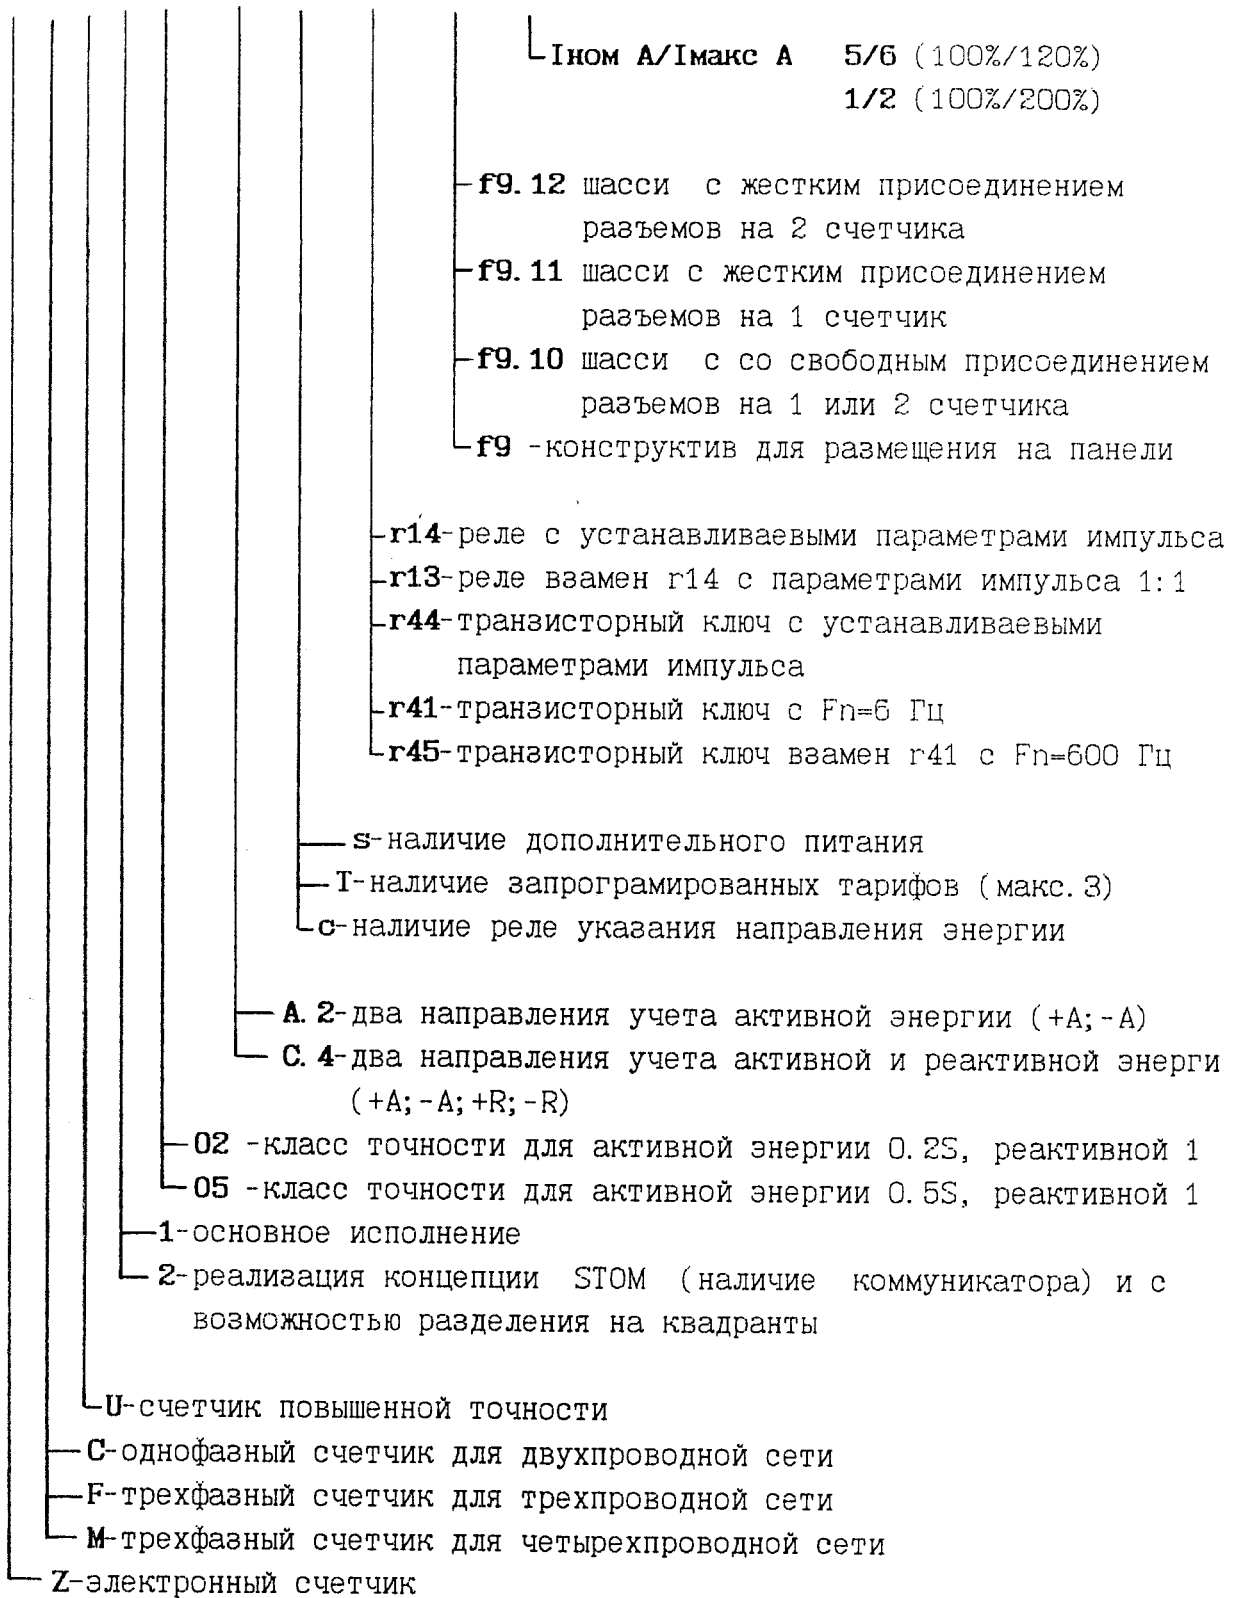 Iном A/Iмакс A 5/6 (100%/120%)
1/2 (100%/200%)
f9.12 шасси с жестким присоединением
разъемов на 2 счетчика
f9.11 шасси с жестким присоединением
разъемов на 1 счетчик
f9.10 шасси с со свободным присоединением
разъемов на 1 или 2 счетчика
f9 -конструктив для размещения на панели
r14-реле с устанавливаевыми параметрами импульса
r13-реле взамен r14 с параметрами импульса 1:1
r44-транзисторный ключ с устанавливаевыми
параметрами импульса
r41-транзисторный ключ с Fn=6 Гц
r45-транзисторный ключ взамен r41 с Fn=600 Гц
s-наличие дополнительного питания
T-наличие запрограмированных тарифов (макс.3)
c-наличие реле указания направления энергии
A.2-два направления учета активной энергии (+A;-A)
C.4-два направления учета активной и реактивной энерги
(+A;-A;+R;-R)
02 -класс точности для активной энергии 0.2S, реактивной 1
05 -класс точности для активной энергии 0.5S, реактивной 1
1-основное исполнение
2-реализация концепции STOM (наличие коммуникатора) и с
возможностью разделения на квадранты
U-счетчик повышенной точности
C-однофазный счетчик для двухпроводной сети
F-трехфазный счетчик для трехпроводной сети
M-трехфазный счетчик для четырехпроводной сети
Z-электронный счетчик